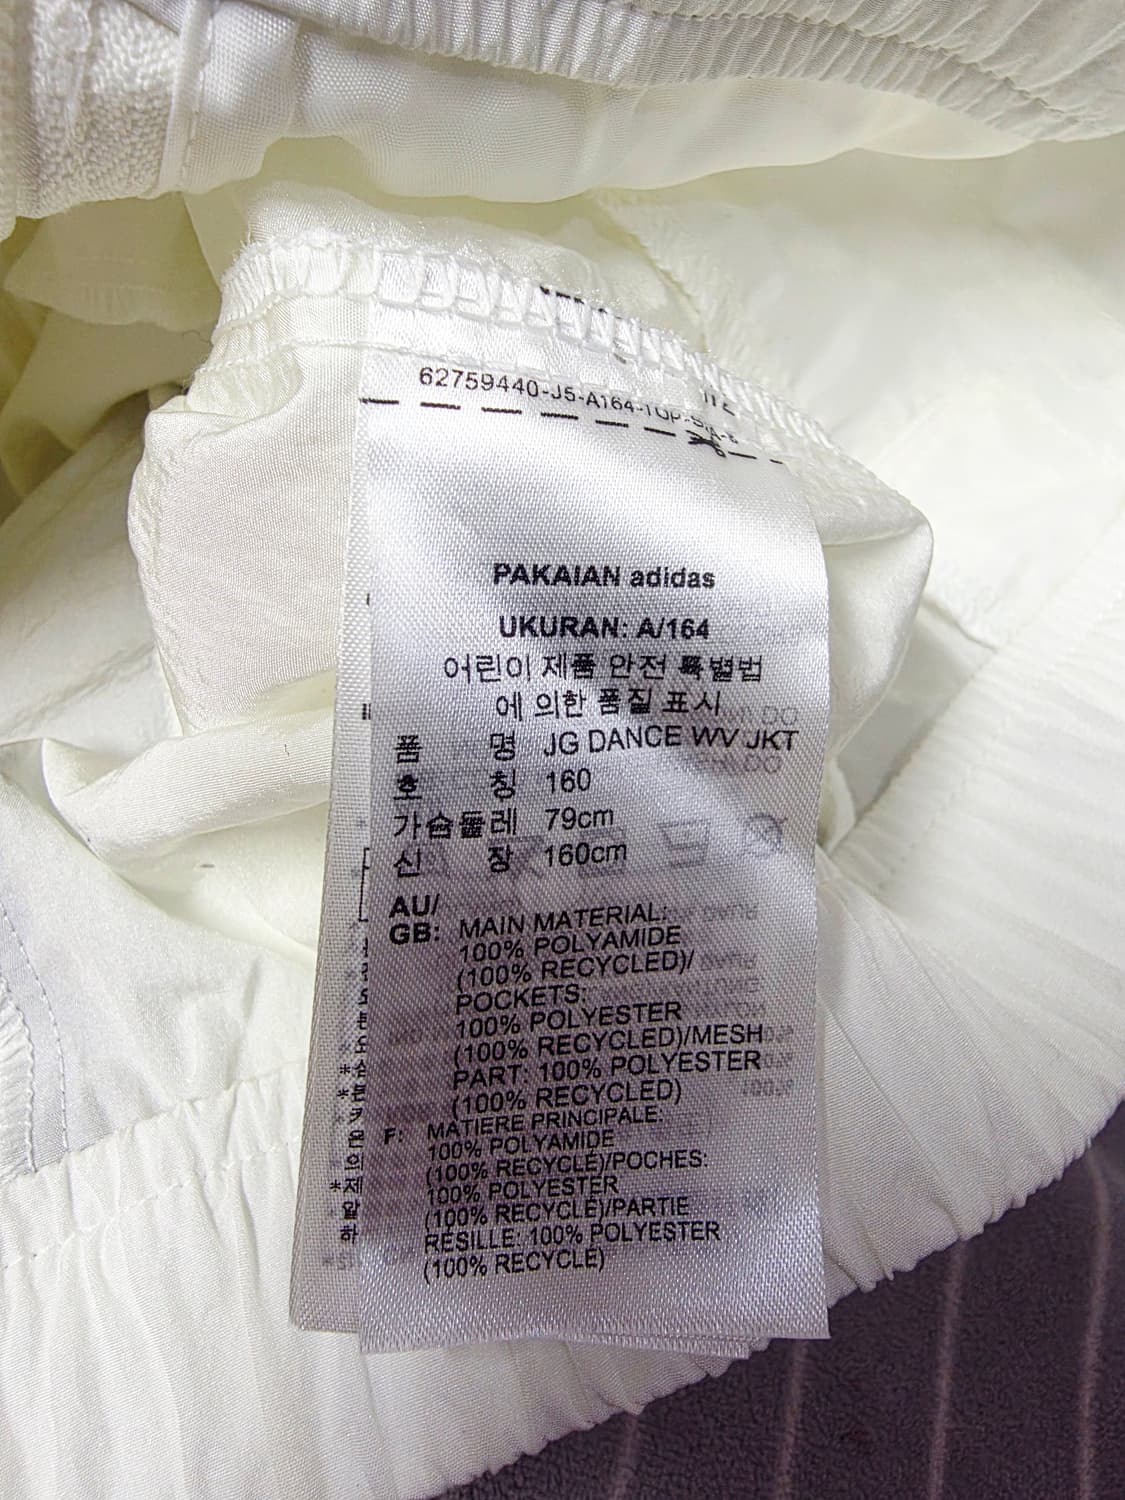 62759440-J5-A164-TOP-
PAKAIAN adidas
UKURAN: A/164
어린이 제품 안전 특별법
에 의한 품질 표시
품 명 JG DANCE WV JKT
호 칭 160
가슴둘레 79cm
신 장 160cm
AU/
GB: MAIN MATERIAL:
100% POLYAMIDE
(100% RECYCLED)/
POCKETS:
100% POLYESTER
(100% RECYCLED)/MESH
PART: 100% POLYESTER
(100% RECYCLED)
F: MATIERE PRINCIPALE:
100% POLYAMIDE
(100% RECYCLÉ)/POCHES:
100% POLYESTER
(100% RECYCLÉ)/PARTIE
RESILLE: 100% POLYESTER
(100% RECYCLÉ)